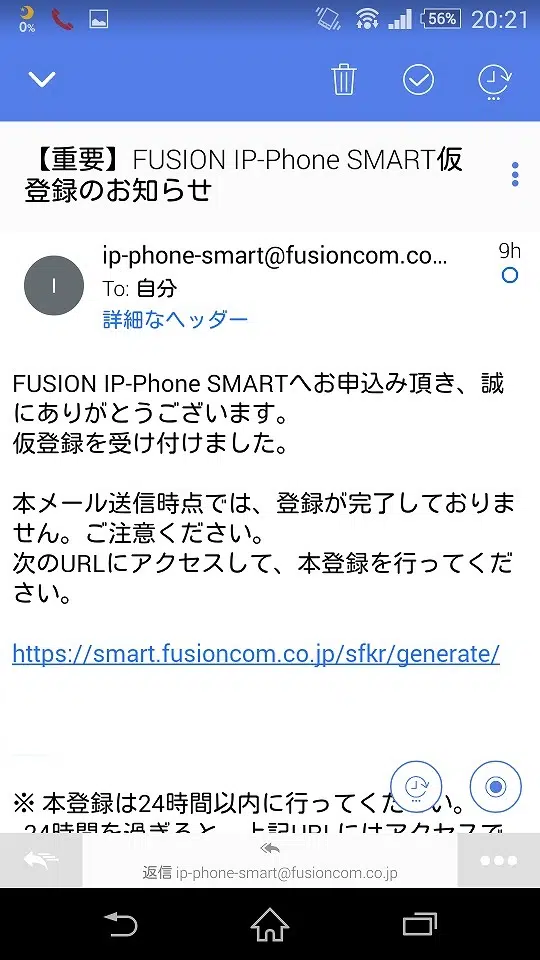 0%
56%
20:21
【重要】FUSION IP-Phone SMART仮
登録のお知らせ
I
ip-phone-smart@fusioncom.co...
9h
To: 自分
詳細なヘッダー
FUSION IP-Phone SMARTへお申込み頂き、誠
にありがとうございます。
仮登録を受け付けました。
本メール送信時点では、登録が完了しておりま
せん。ご注意ください。
次のURLにアクセスして、本登録を行ってくだ
さい。
https://smart.fusioncom.co.jp/sfkr/generate/
※ 本登録は24時間以内に行ってください。
24時間を過ぎると、上記URLにはアクセスで
返信 ip-phone-smart@fusioncom.co.jp